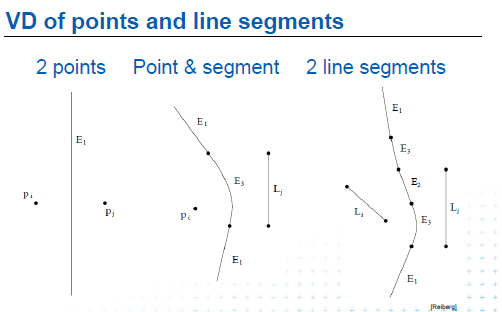 VD of points and line segments
2 points
Point & segment
2 line segments
E1
pi
pj
E1
E3
Lj
pi
E1
E1
E3
E2
Li
Lj
E3
E1
[Reiberg]